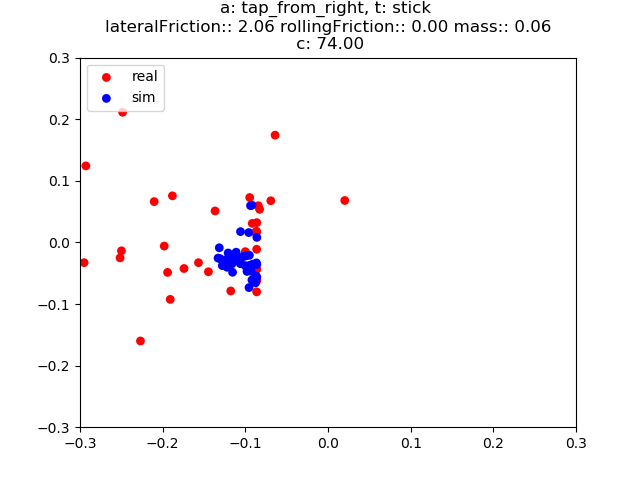 a: tap_from_right, t: stick
lateralFriction:: 2.06 rollingFriction:: 0.00 mass:: 0.06
c: 74.00
real
sim
0.3
0.2
0.1
0.0
−0.1
−0.2
−0.3
−0.3 −0.2 −0.1 0.0 0.1 0.2 0.3